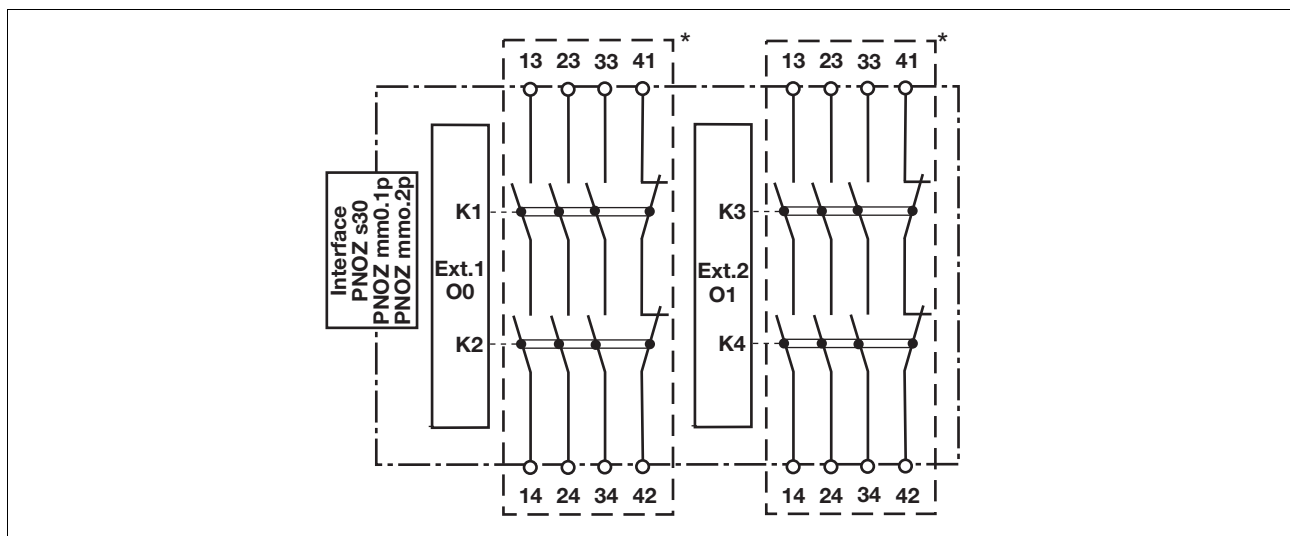 *
*
13 23 33 41
13 23 33 41
Interface
PNOZ s30
PNOZ mm0.1p
PNOZ mmo.2p
K1
Ext.1
O0
K2
K3
Ext.2
O1
K4
14 24 34 42
14 24 34 42